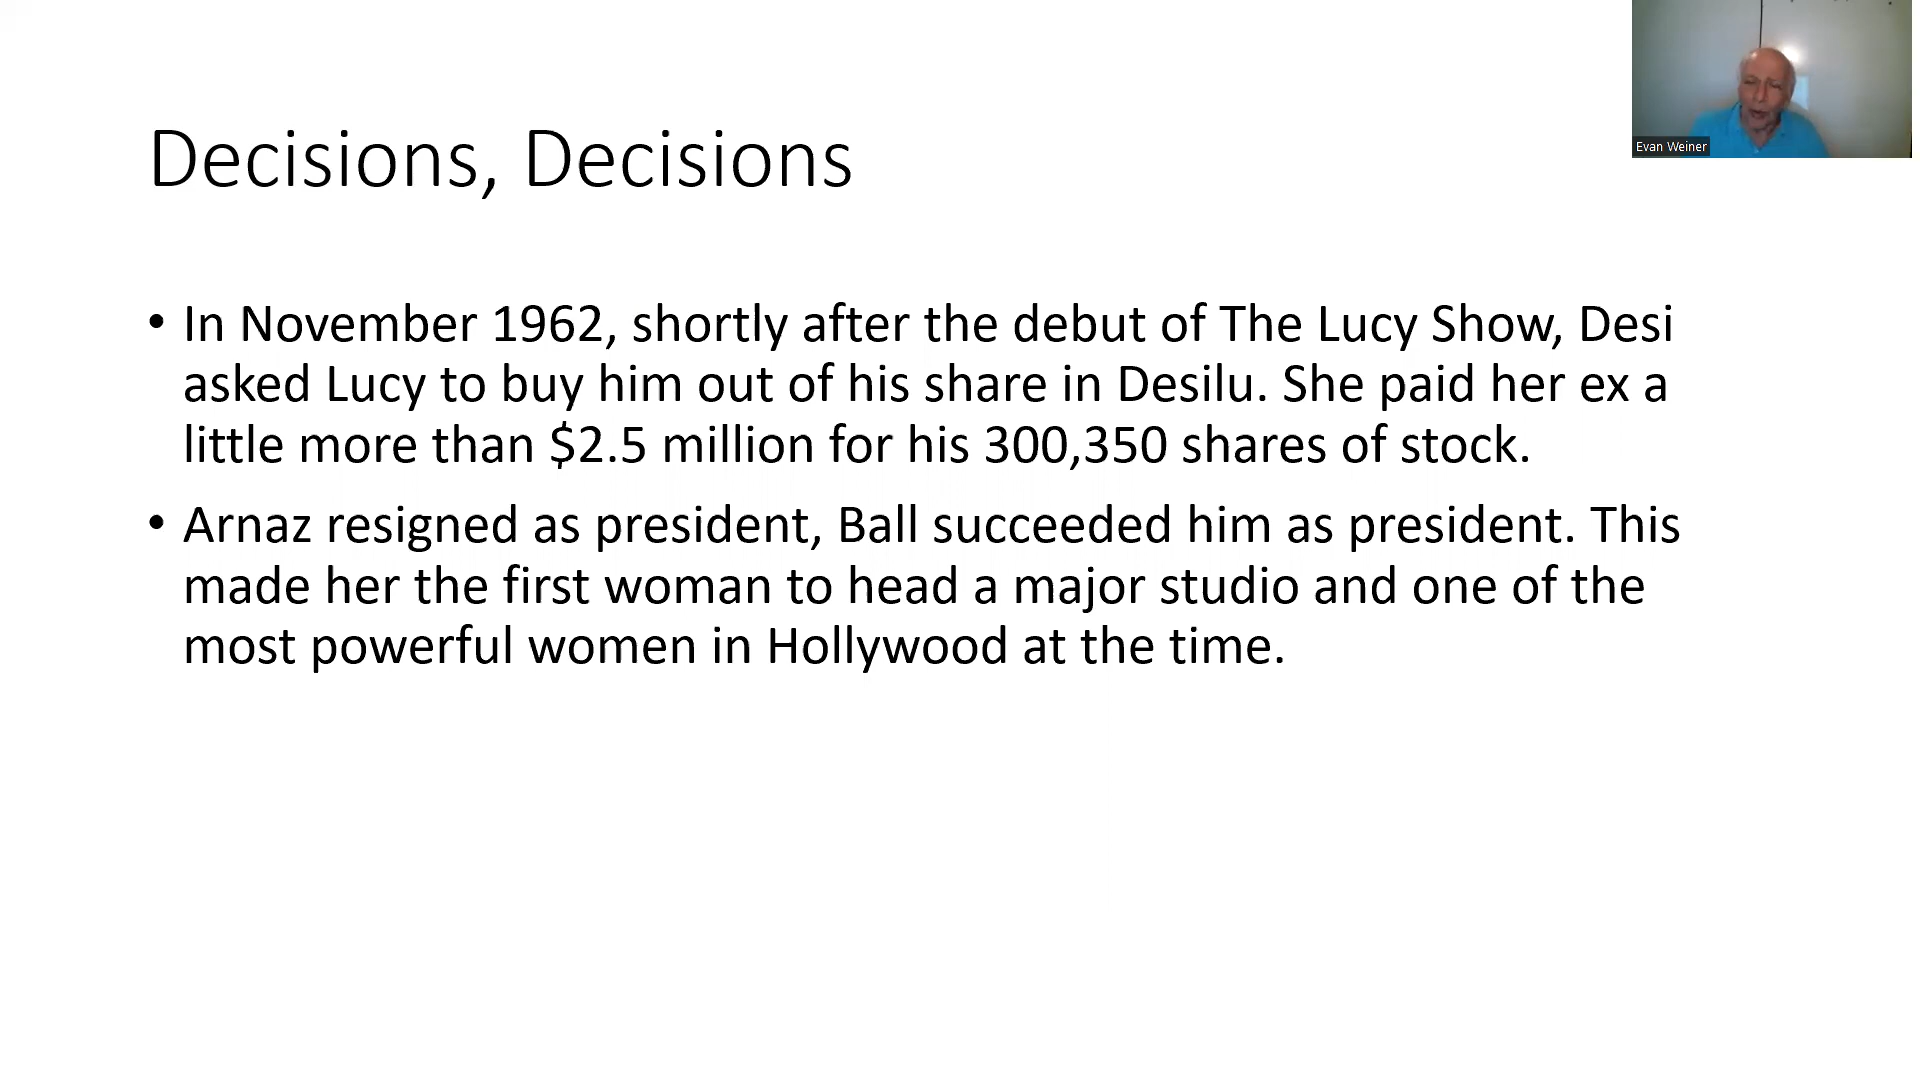 Evan Weiner
Decisions, Decisions
• In November 1962, shortly after the debut of The Lucy Show, Desi
asked Lucy to buy him out of his share in Desilu. She paid her ex a
little more than $2.5 million for his 300,350 shares of stock.
• Arnaz resigned as president, Ball succeeded him as president. This
made her the first woman to head a major studio and one of the
most powerful women in Hollywood at the time.